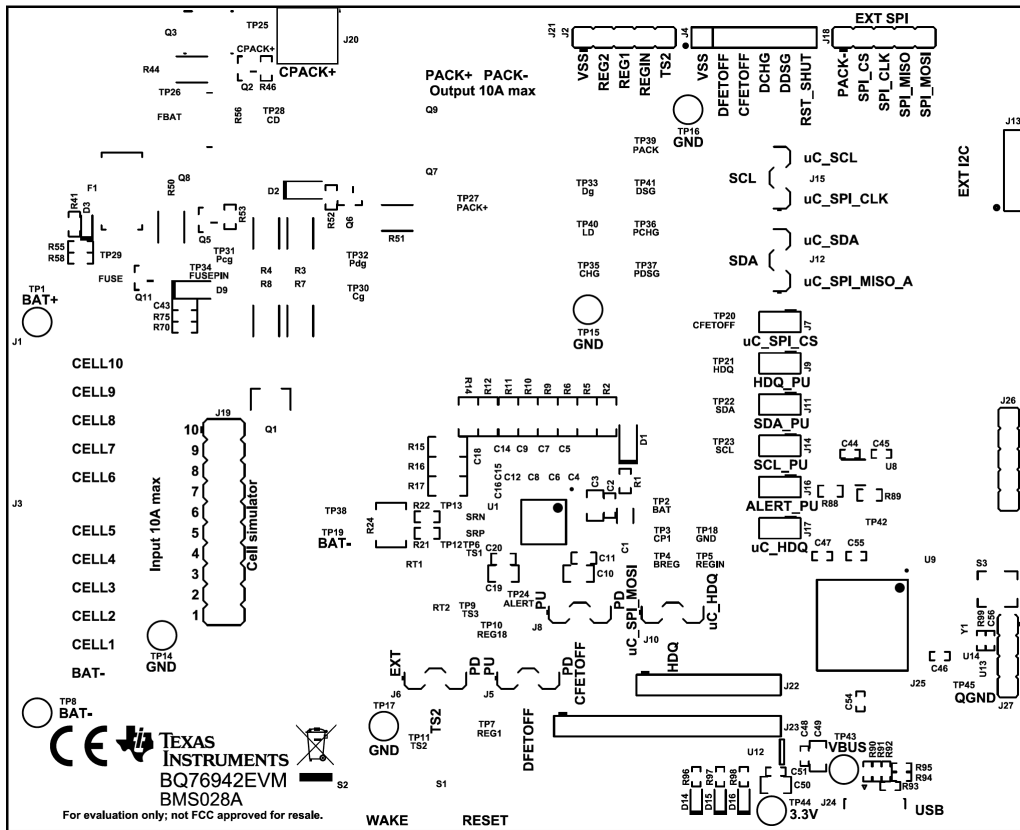 Q3
TP25
J20
CPACK+
CPACK+
R44
Q2
R46
TP26
R56
TP28
CD
FBAT
PACK+ PACK-
Output 10A max
Q9
Q7
J21
J2
VSS
REG2
REG1
REGIN
TS2
J4
VSS
DFETOFF
CFETOFF
DCHG
DDSG
RST_SHUT
EXT SPI
J18
PACK-
SPI_CS
SPI_CLK
SPI_MISO
SPI_MOSI
TP16
GND
J13
EXT I2C
TP39
PACK
TP33
Dg
TP41
DSG
TP40
LD
TP36
PCHG
TP35
CHG
TP37
PDSG
TP15
GND
SCL
uC_SCL
J15
uC_SPI_CLK
SDA
uC_SDA
J12
uC_SPI_MISO_A
F1
R41
D3
R50
Q8
R53
D2
R52
Q6
R51
TP27
PACK+
R55
R58
TP29
FUSE
Q5
TP31
Pcg
TP34
FUSEPIN
Q11
D9
R4
R8
R3
R7
TP32
Pdg
TP30
Cg
C43
R75
R70
TP1
BAT+
J1
CELL10
CELL9
CELL8
CELL7
CELL6
CELL5
CELL4
CELL3
CELL2
CELL1
BAT-
J3
Input 10A max
J19
10
9
8
7
6
5
4
3
2
1
Cell simulator
Q1
TP14
GND
TP8
BAT-
TP20
CFETOFF
J7
uC_SPI_CS
TP21
HDQ
J9
HDQ_PU
TP22
SDA
J11
SDA_PU
TP23
SCL
J14
SCL_PU
J16
ALERT_PU
J17
uC_HDQ
C44
C45
U8
R88
R89
TP42
C47
C55
J26
R14
R12
R11
R10
R9
R6
R5
R2
D1
R15
R16
R17
C18
C14
C9
C7
C5
C15
C16
C12
C8
C6
C4
C3
C2
R1
U1
TP38
TP19
BAT-
R24
R22
TP13
SRN
R21
TP12
SRP
TP6
TS1
RT1
C20
C19
C11
C10
C1
TP2
BAT
TP3
CP1
TP18
GND
TP4
BREG
TP5
REGIN
TP24
ALERT
RT2
TP9
TS3
TP10
REG18
PU
J8
PD
uC_SPI_MOSI
J10
uC_HDQ
HDQ
EXT
J6
PD
TS2
PU
J5
PD
CFETOFF
DFETOFF
TP17
GND
TP11
TS2
TP7
REG1
J22
J23
U9
S3
R99
C56
Y1
U14
U13
C46
J25
TP45
QGND
J27
C54
C48
C49
TP43
VBUS
U12
C51
C50
R90
R91
R92
R95
R94
R93
R96
R97
R98
D14
D15
D16
TP44
3.3V
J24
USB
CE
TEXAS
INSTRUMENTS
BQ76942EVM
BMS028A
S2
S1
For evaluation only; not FCC approved for resale.
WAKE
RESET